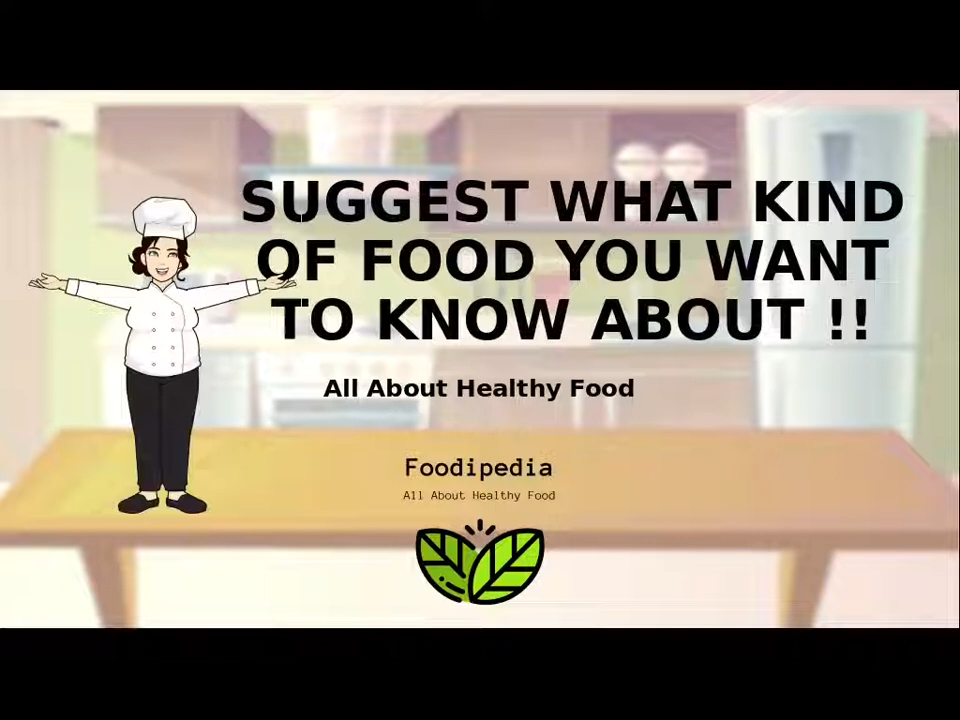 SUGGEST WHAT KIND
OF FOOD YOU WANT
TO KNOW ABOUT !!
All About Healthy Food
Foodipedia
All About Healthy Food